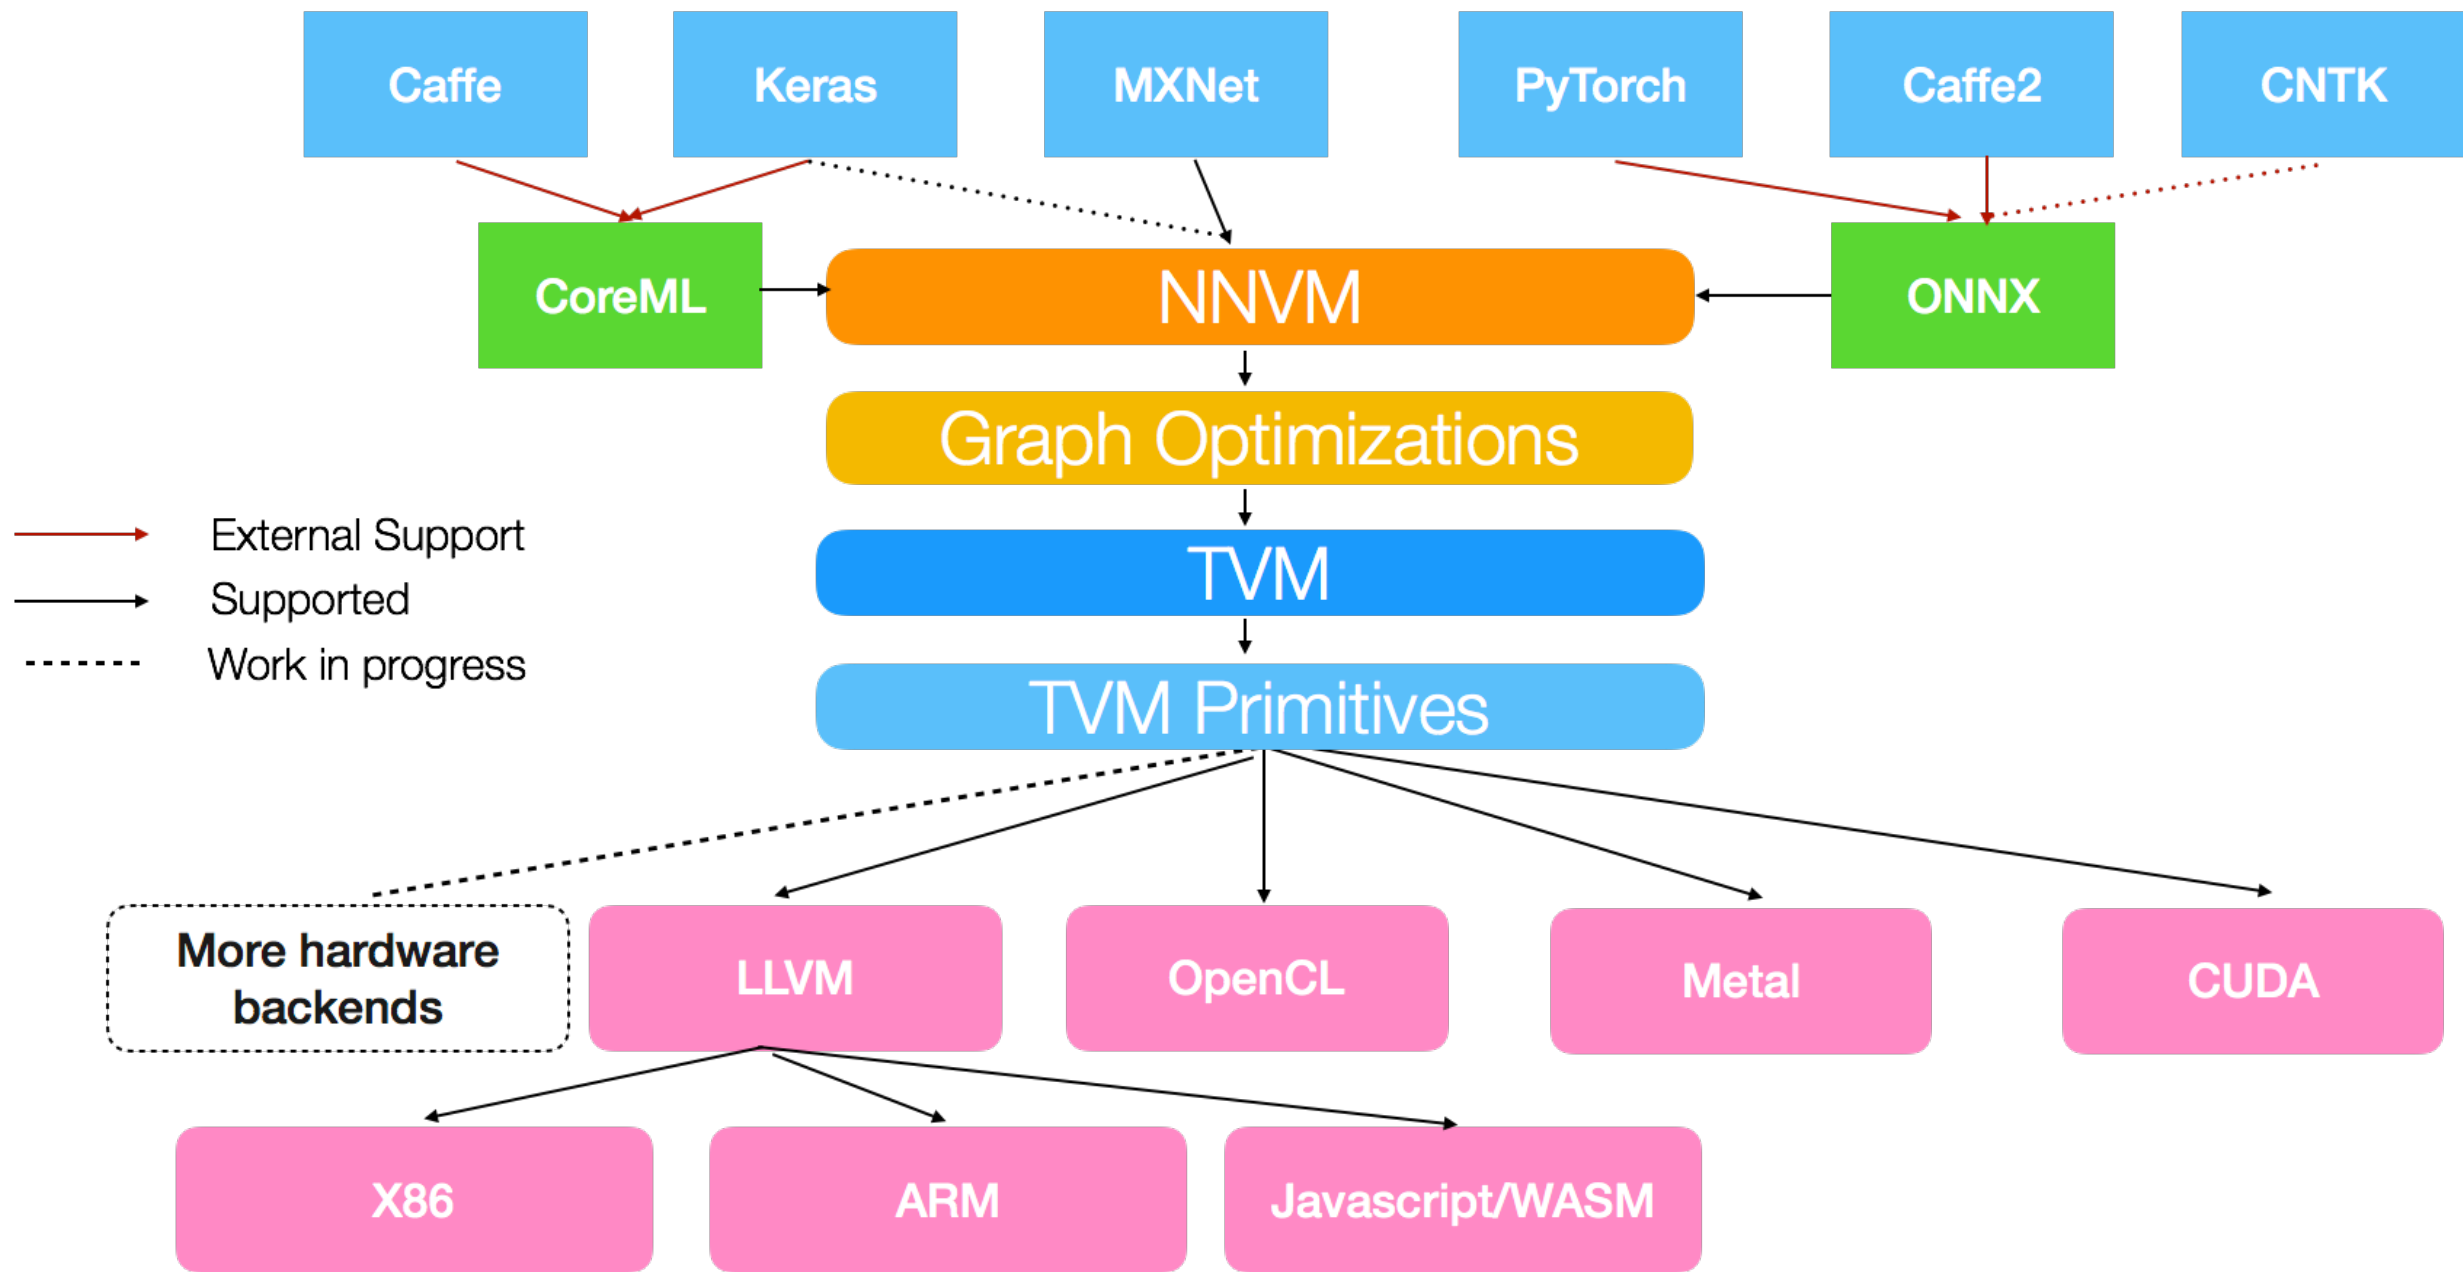 Caffe
Keras
MXNet
PyTorch
Caffe2
CNTK
CoreML
NNVM
ONNX
Graph Optimizations
TVM
TVM Primitives
External Support
Supported
Work in progress
More hardware
backends
LLVM
OpenCL
Metal
CUDA
X86
ARM
Javascript/WASM